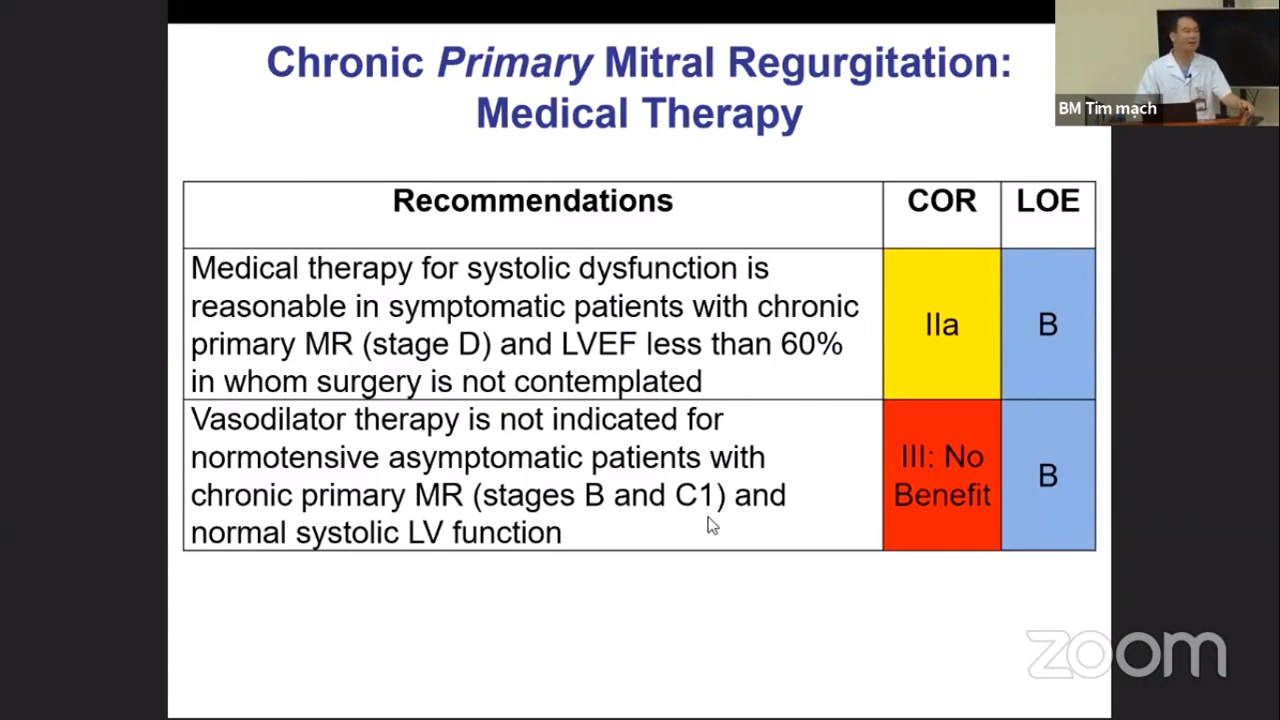 Chronic Primary Mitral Regurgitation:
Medical Therapy
BM Tim mạch
Recommendations COR LOE
Medical therapy for systolic dysfunction is
reasonable in symptomatic patients with chronic
primary MR (stage D) and LVEF less than 60%
in whom surgery is not contemplated
IIa
B
Vasodilator therapy is not indicated for
normotensive asymptomatic patients with
chronic primary MR (stages B and C1) and
normal systolic LV function
III: No
Benefit
B
zoom